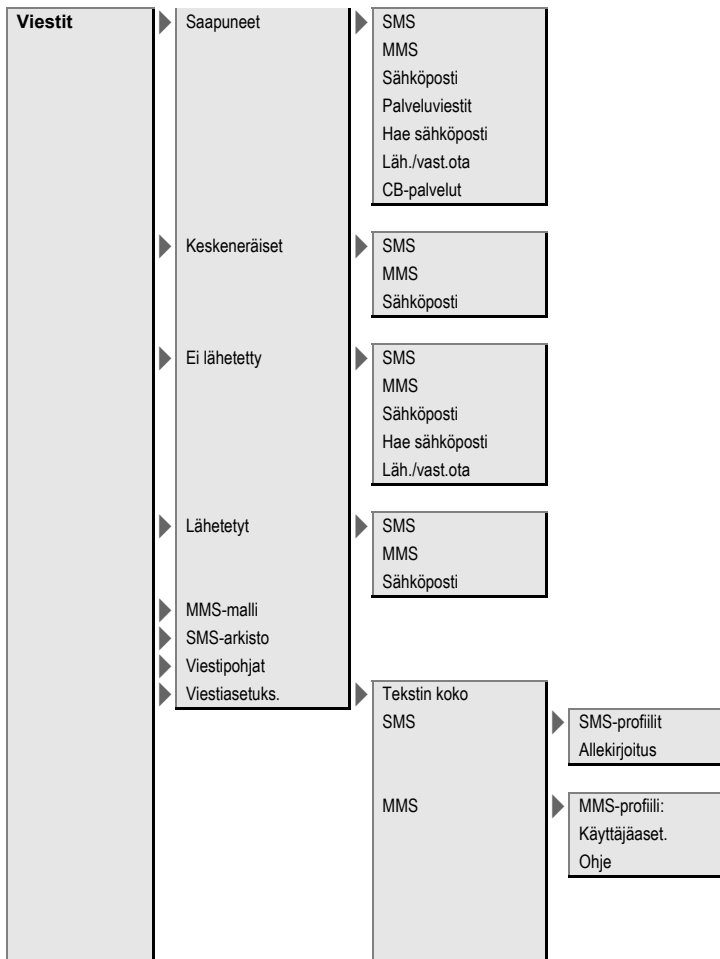 Viestit
Saapuneet
SMS
MMS
Sähköposti
Palveluviestit
Hae sähköposti
Läh./vast.ota
CB-palvelut
Keskeneräiset
SMS
MMS
Sähköposti
Ei lähetetty
SMS
MMS
Sähköposti
Hae sähköposti
Läh./vast.ota
Lähetetyt
SMS
MMS
Sähköposti
MMS-malli
SMS-arkisto
Viestipohjat
Viestiasetuks.
Tekstin koko
SMS
SMS-profiilit
Allekirjoitus
MMS
MMS-profiili:
Käyttäjäaset.
Ohje